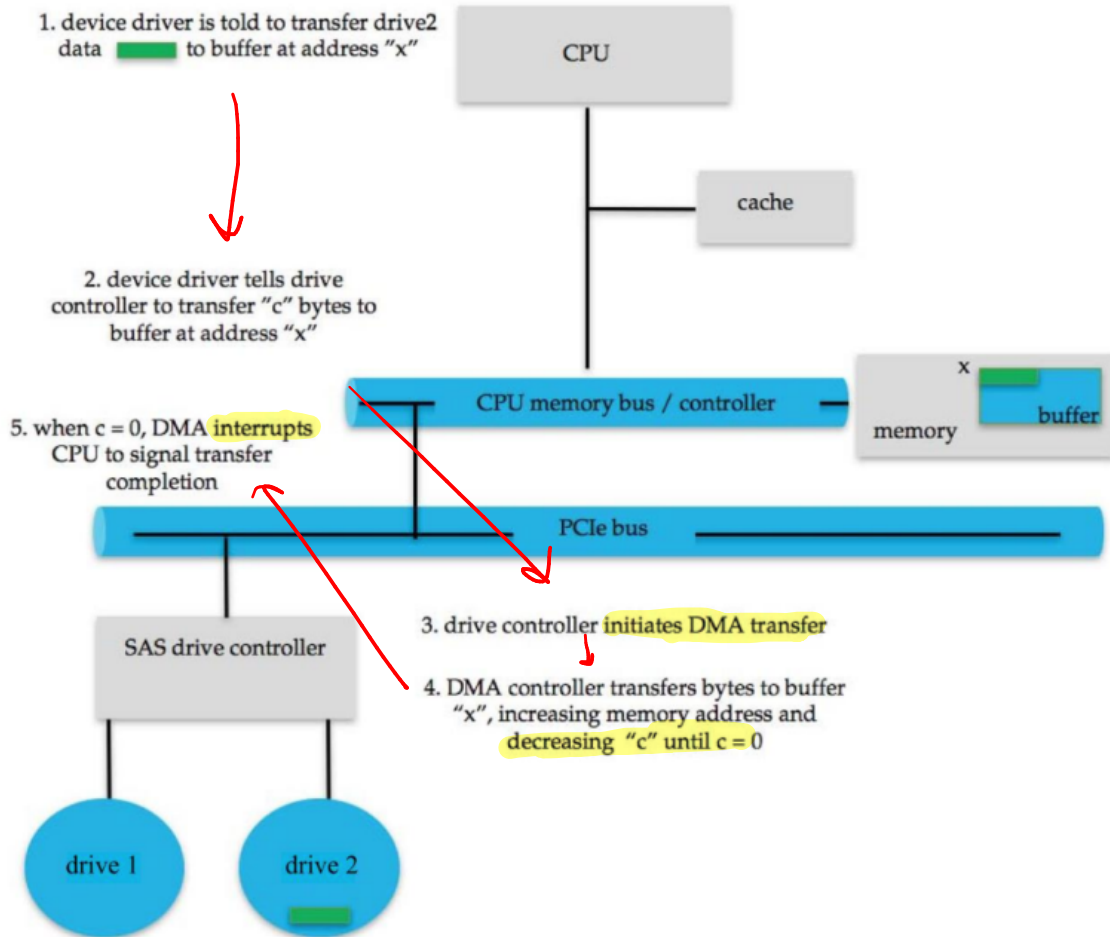 1. device driver is told to transfer drive2
data to buffer at address "x"
CPU
cache
2. device driver tells drive
controller to transfer "c" bytes to
buffer at address "x"
CPU memory bus / controller
x
buffer
memory
5. when c = 0, DMA interrupts
CPU to signal transfer
completion
PCIe bus
3. drive controller initiates DMA transfer
SAS drive controller
4. DMA controller transfers bytes to buffer
"x", increasing memory address and
decreasing "c" until c = 0
drive 1
drive 2